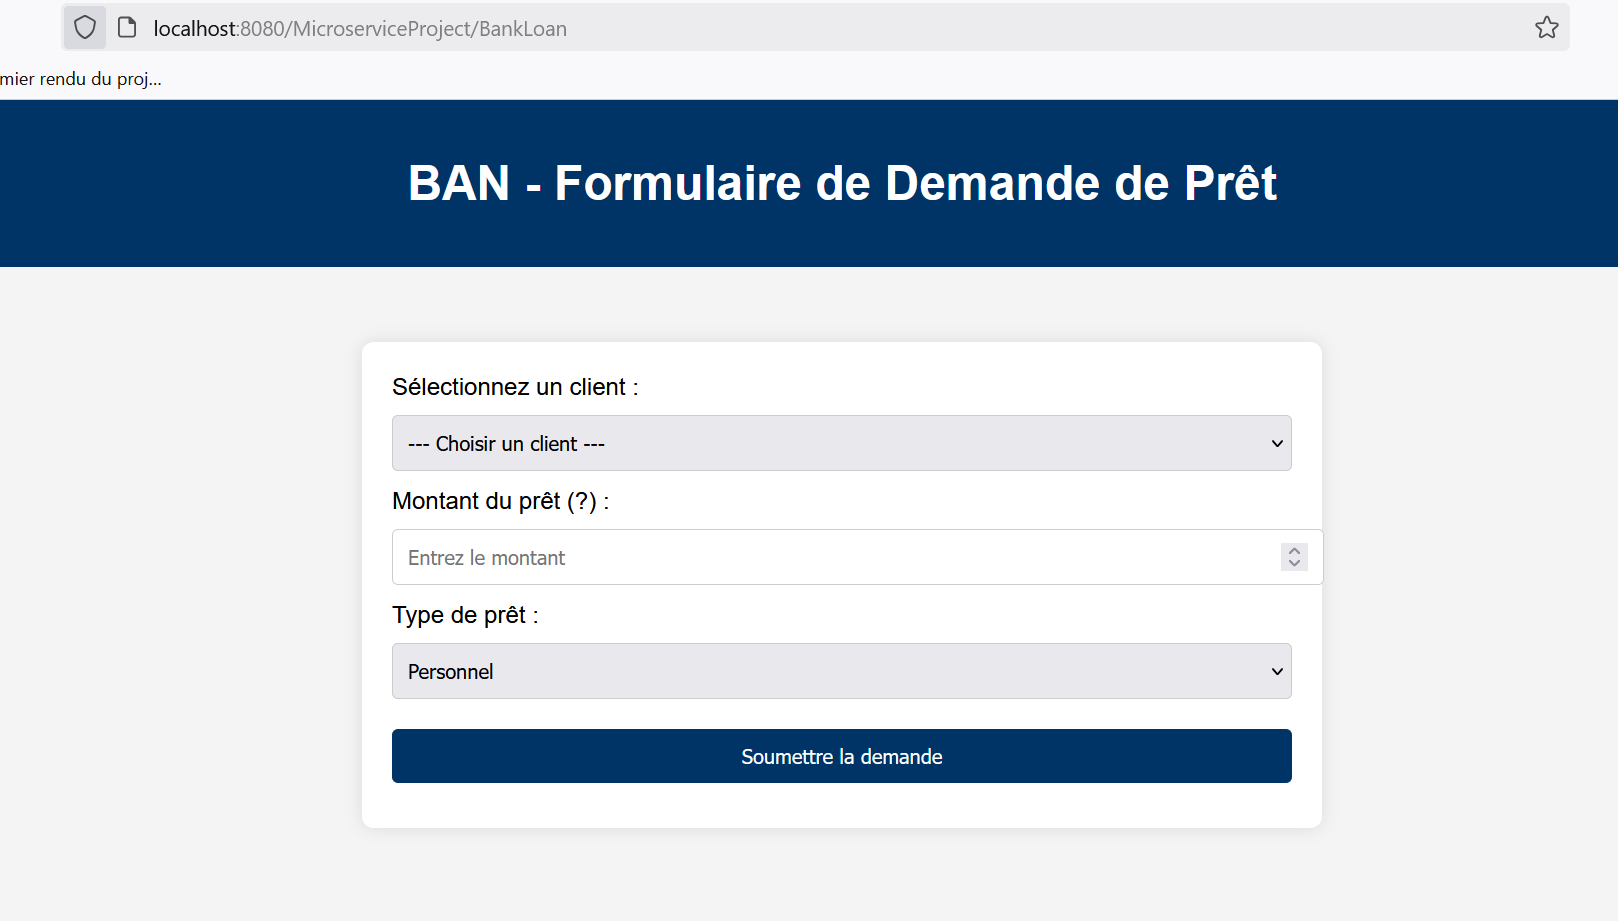 localhost:8080/MicroserviceProject/BankLoan
mier rendu du proj...
BAN - Formulaire de Demande de Prêt
Sélectionnez un client :
--- Choisir un client ---
Montant du prêt (?) :
Entrez le montant
Type de prêt :
Personnel
Soumettre la demande